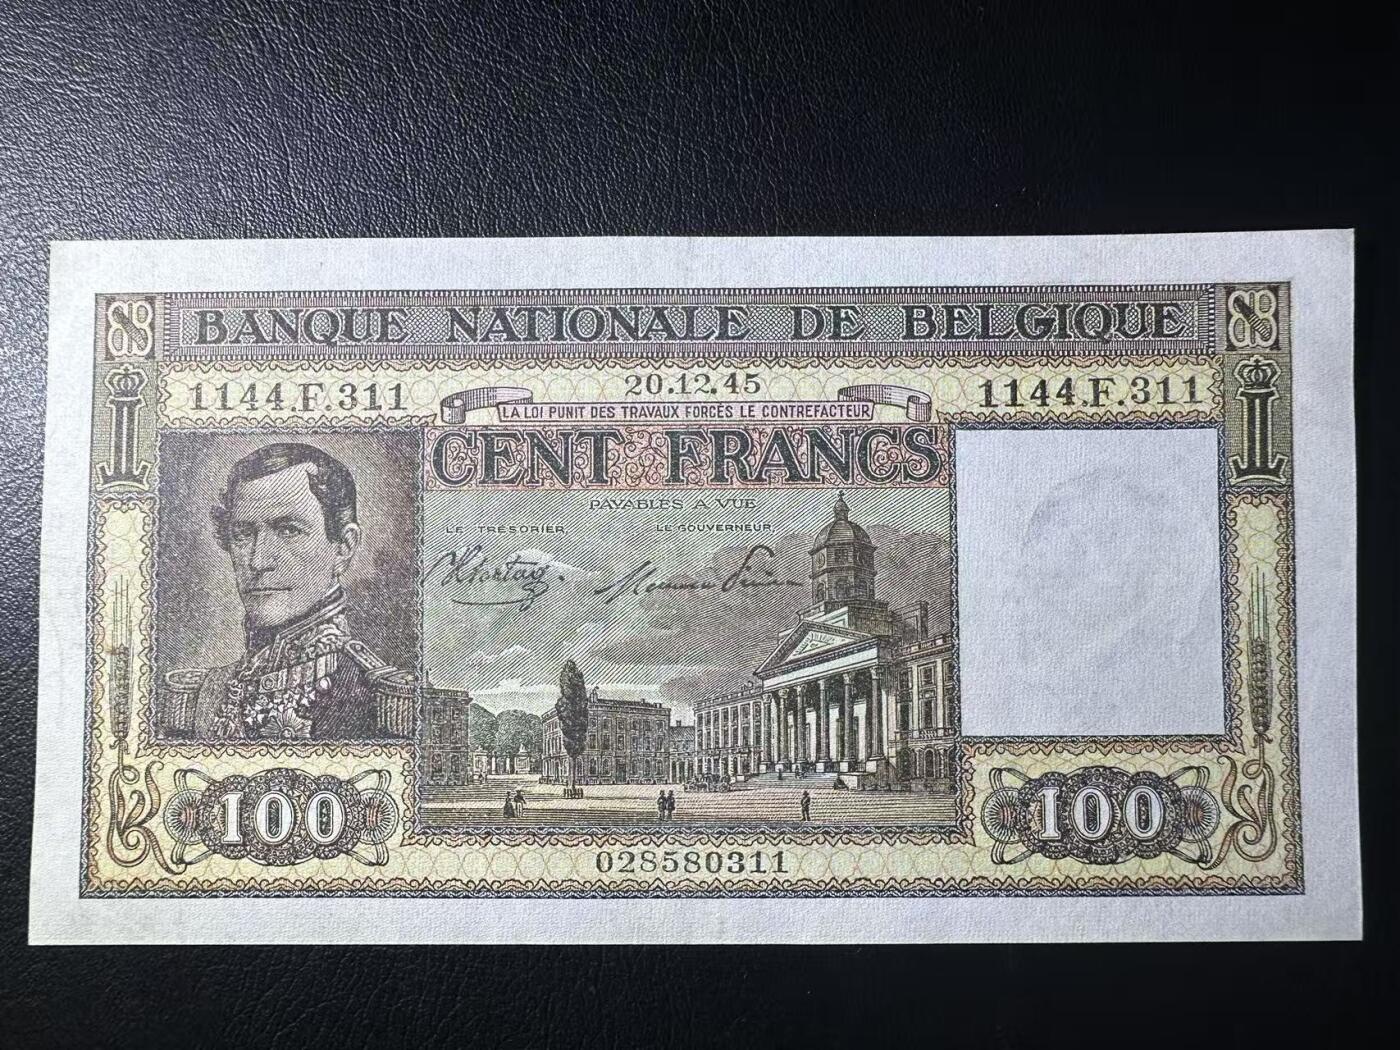 BANQUE NATIONALE DE BELGIQUE
1144.F.311 20.12.45 1144.F.311
LA LOI PUNIT DES TRAVAUX FORCÉS LE CONTREFACTEUR
CENT FRANCS
PAYABLES A VUE
LE TRÉSORIER, LE GOUVERNEUR,
100 100
028580311